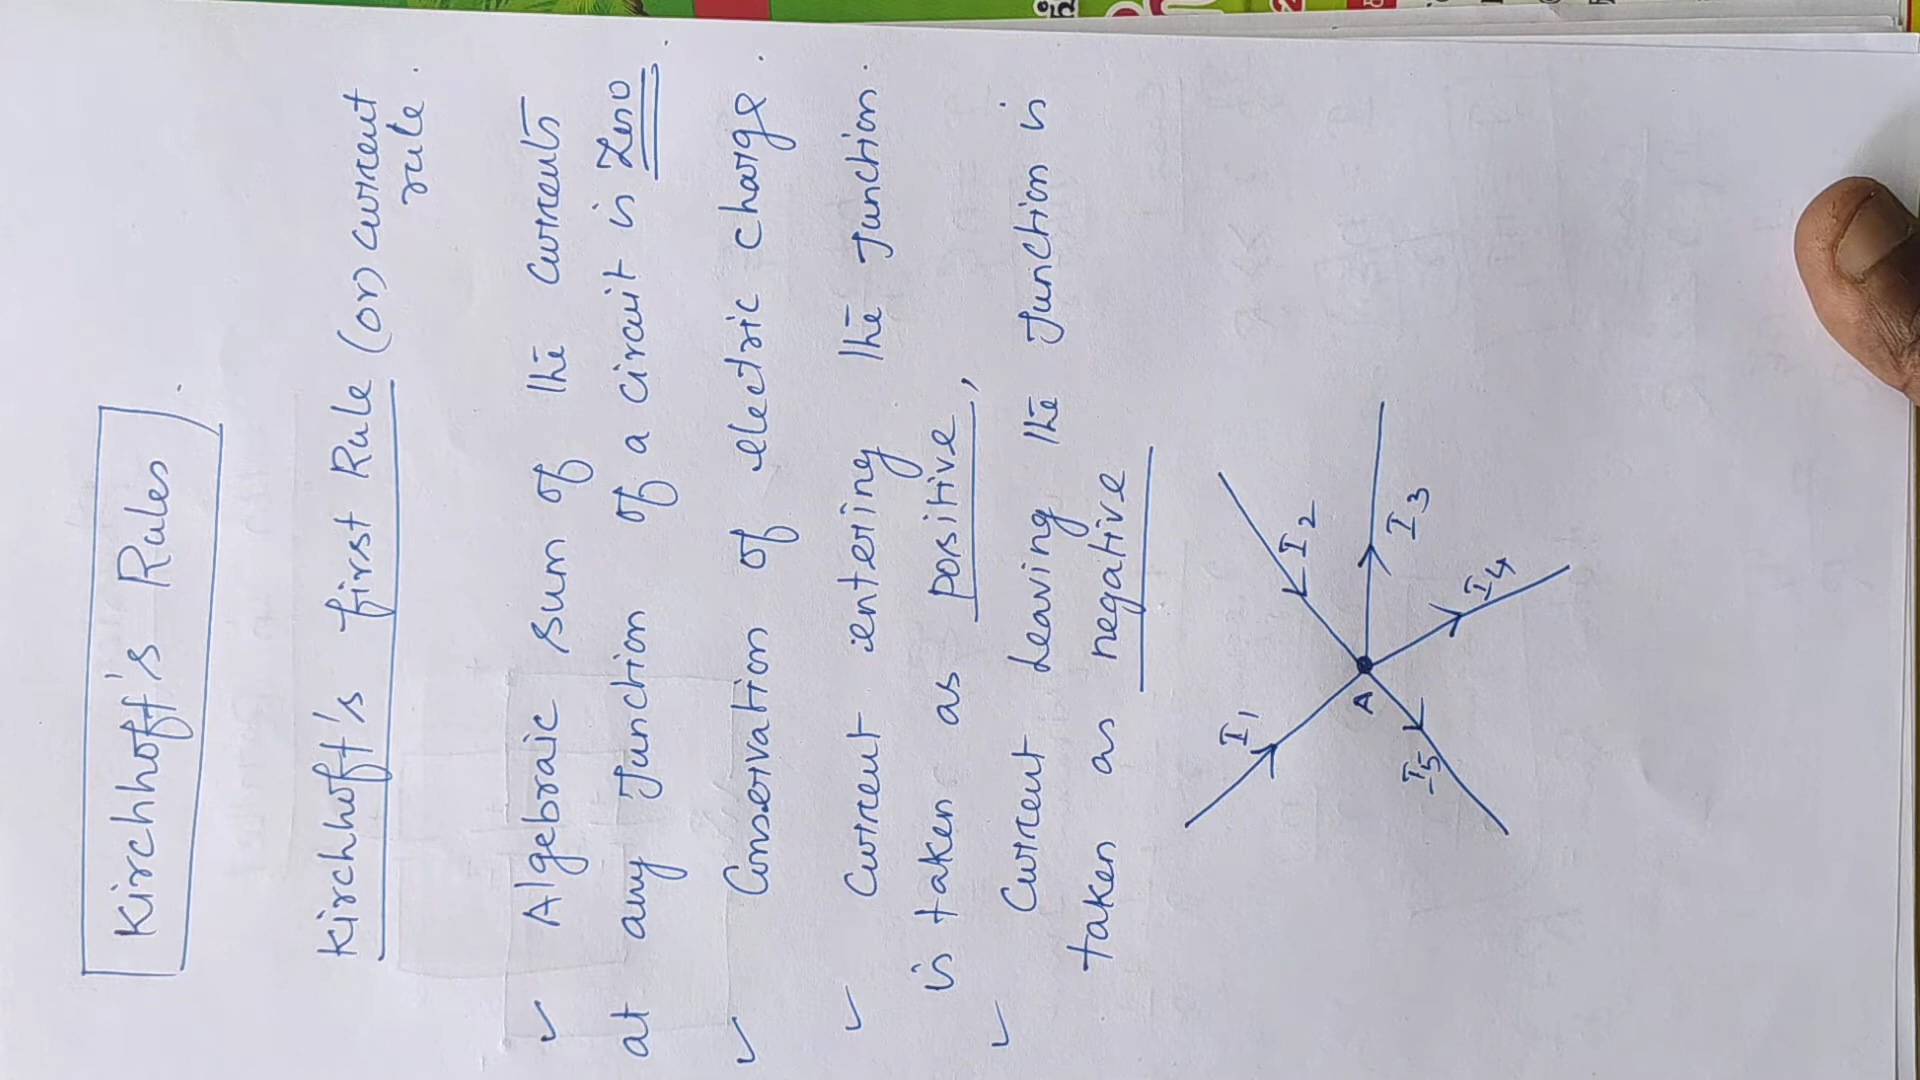 Kirchhoff's Rules.
Kirchhoff's first Rule (or) current
rule.
✓ Algebraic sum of the currents
at any junction of a circuit is Zero.
✓ Conservation of electric charge.
✓ Current entering the junction.
is taken as positive,
✓ Current leaving the junction is
taken as negative
I1
I2
A
I3
I5
I4